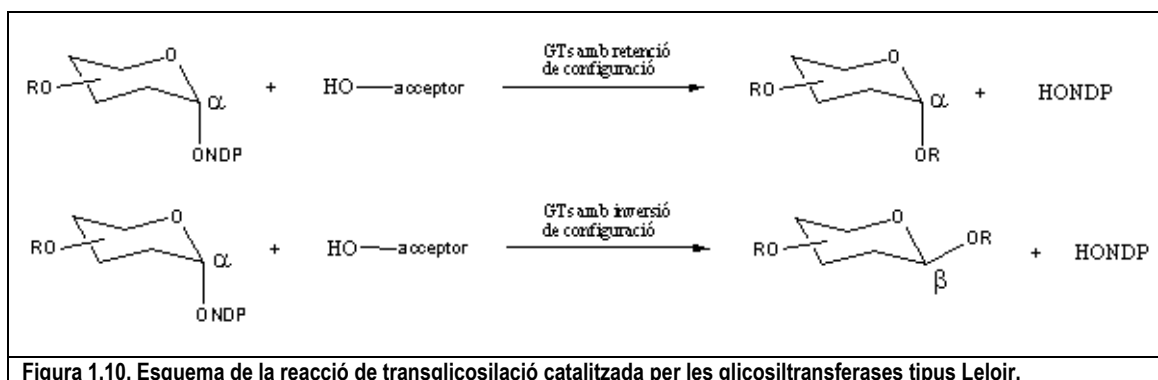 GTs amb retenció
de configuració
RO
O
α
ONDP
+
HO—acceptor
RO
O
α
OR
+
HONDP
GTs amb inversió
de configuració
RO
O
α
ONDP
+
HO—acceptor
RO
O
OR
β
+
HONDP
Figura 1.10. Esquema de la reacció de transglicosilació catalitzada per les glicosiltransferases tipus Leloir.